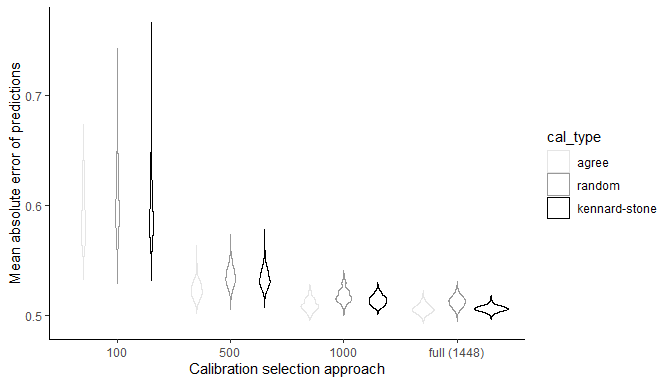 Mean absolute error of predictions
0.7
0.6
0.5
100
500
1000
full (1448)
Calibration selection approach
cal_type
agree
random
kennard-stone